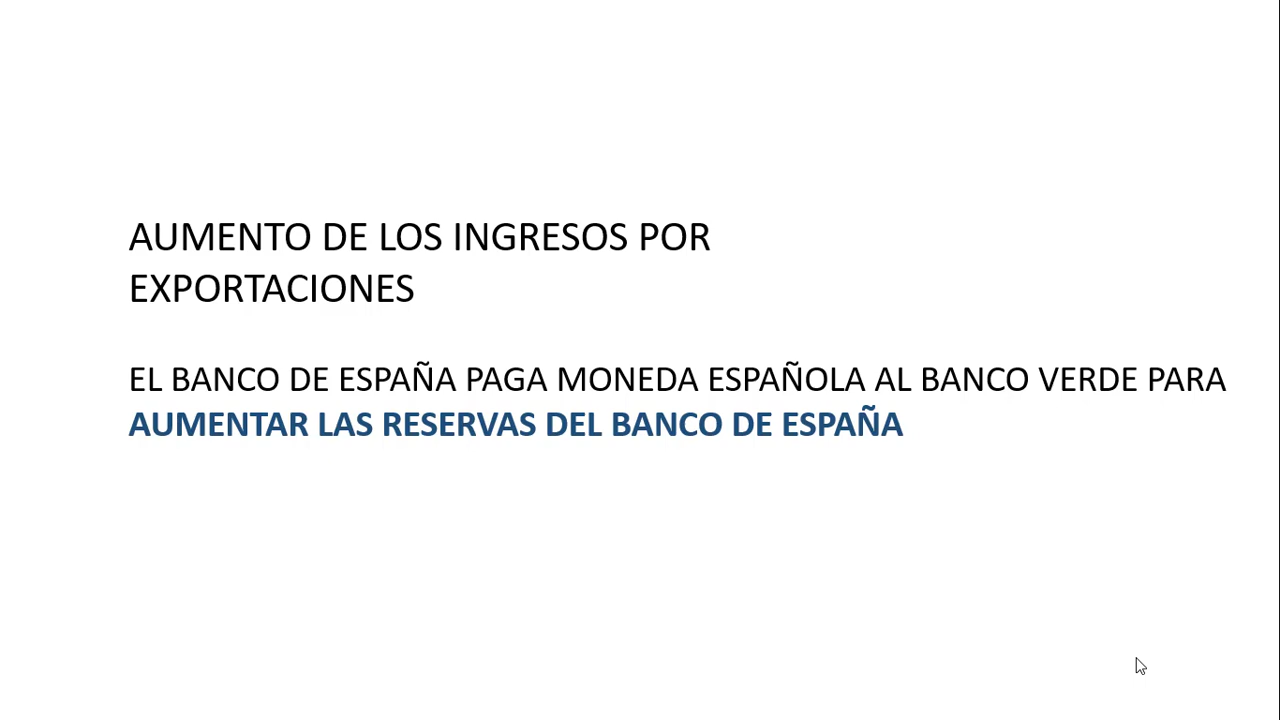 AUMENTO DE LOS INGRESOS POR
EXPORTACIONES
EL BANCO DE ESPAÑA PAGA MONEDA ESPAÑOLA AL BANCO VERDE PARA
AUMENTAR LAS RESERVAS DEL BANCO DE ESPAÑA